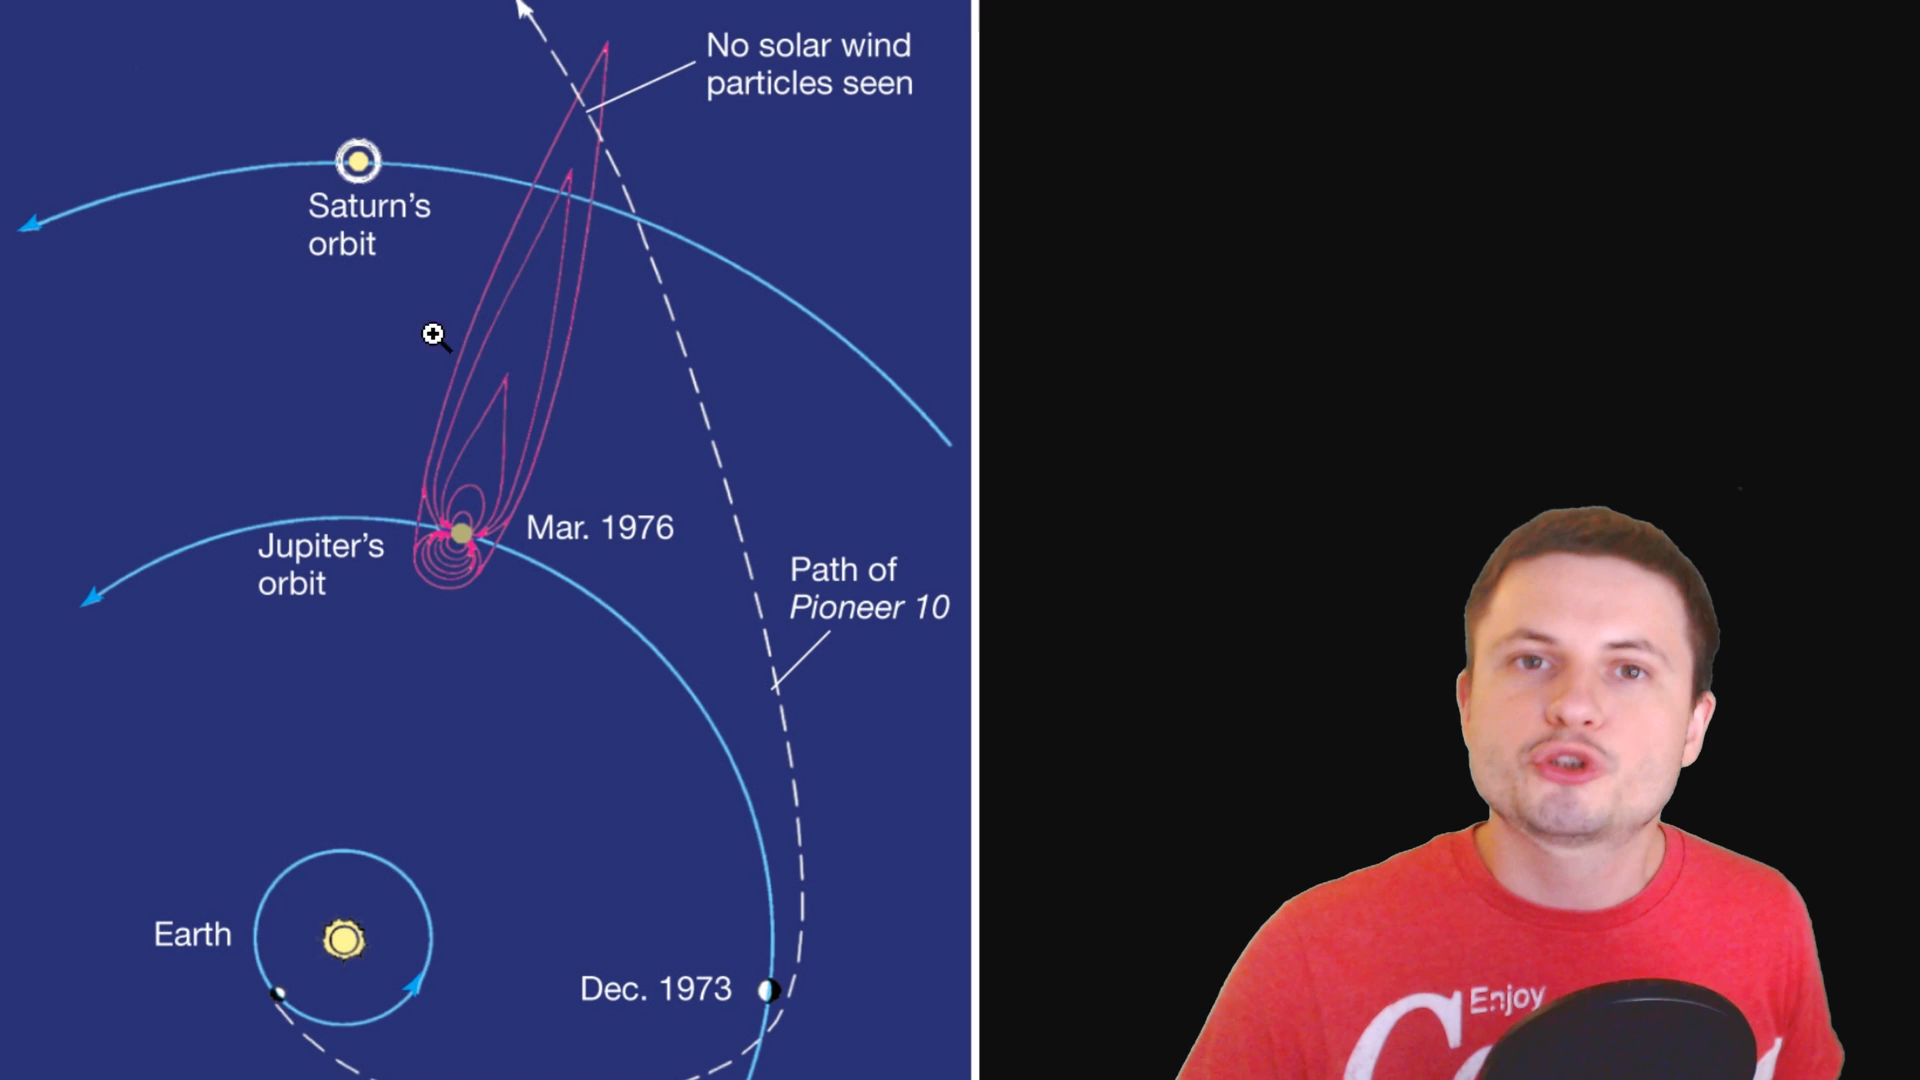 No solar wind
particles seen
Saturn's
orbit
Mar. 1976
Jupiter's
orbit
Path of
Pioneer 10
Earth
Dec. 1973
Enjoy